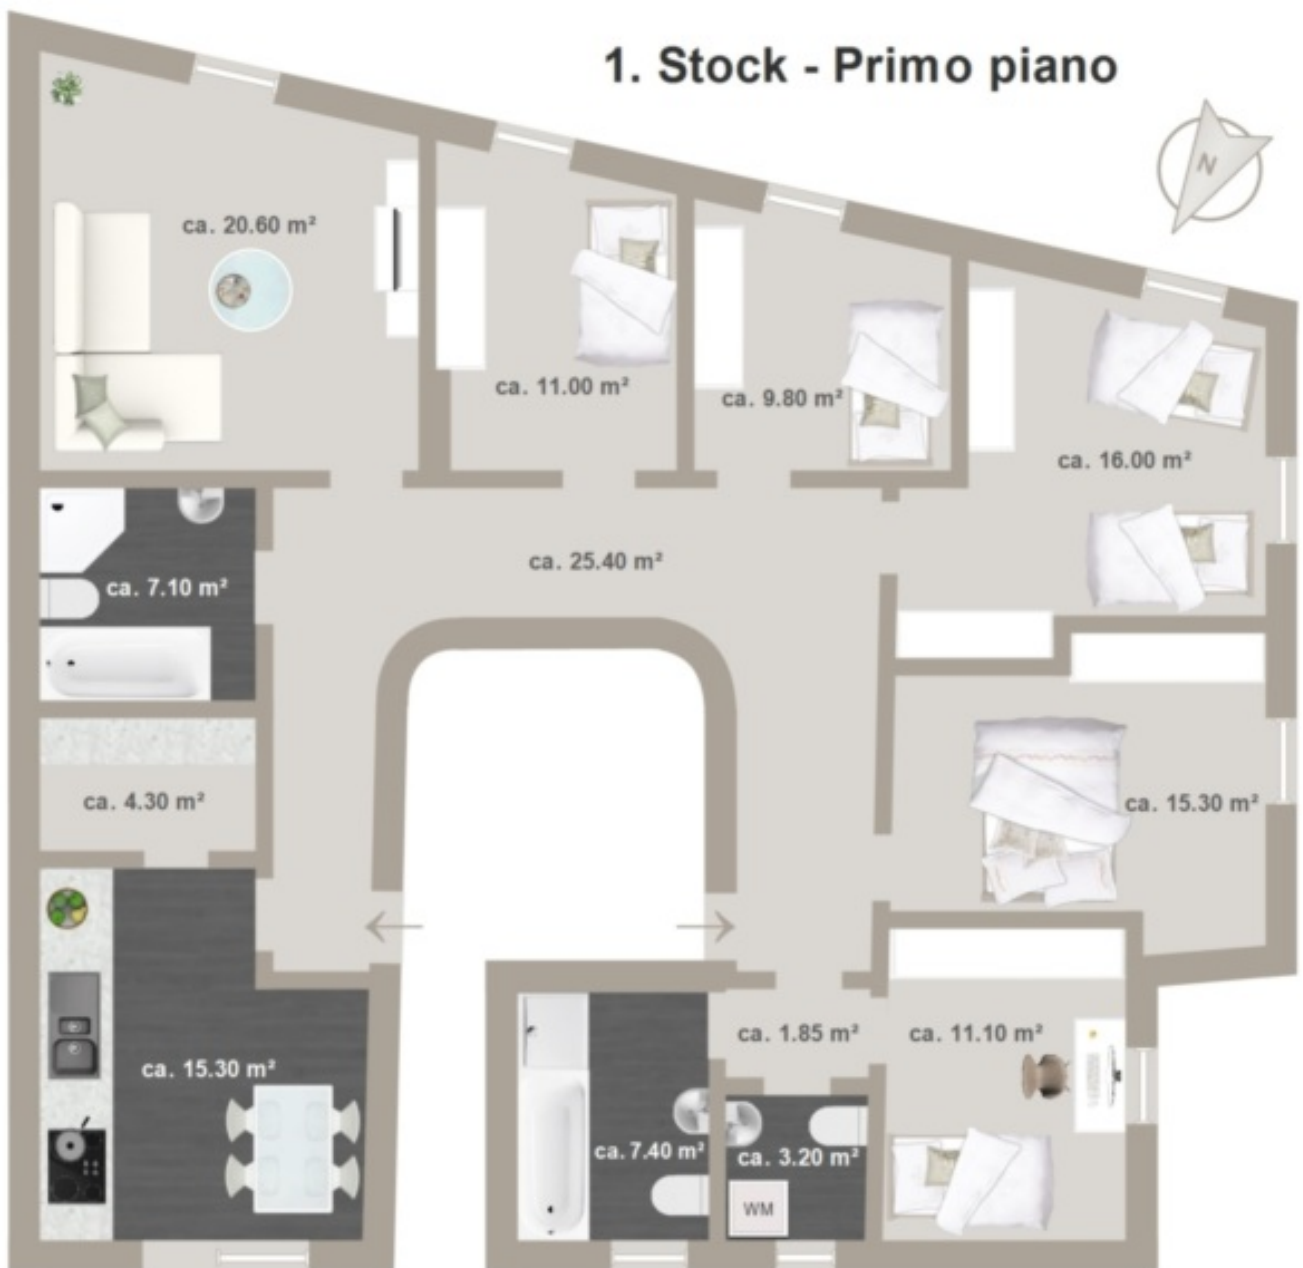 1. Stock - Primo piano
N
ca. 20.60 m²
ca. 11.00 m²
ca. 9.80 m²
ca. 16.00 m²
ca. 25.40 m²
ca. 7.10 m²
ca. 4.30 m²
ca. 15.30 m²
ca. 15.30 m²
ca. 1.85 m²
ca. 11.10 m²
ca. 7.40 m²
ca. 3.20 m²
WM